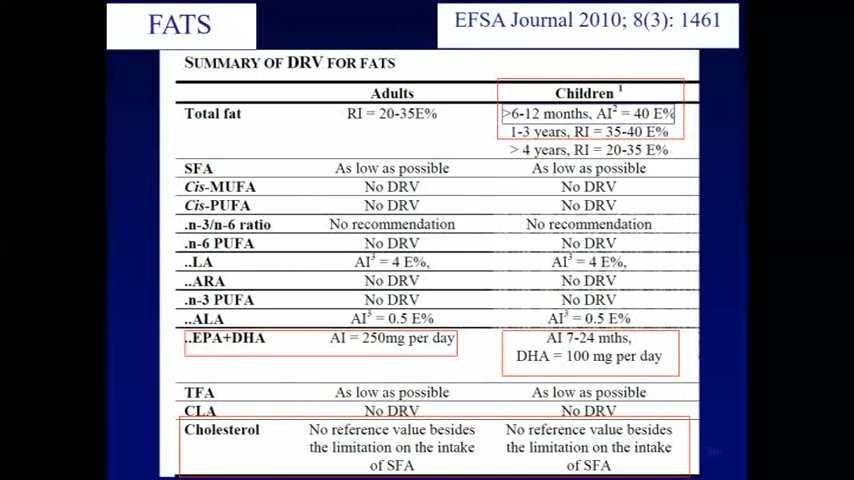 FATS
EFSA Journal 2010; 8(3): 1461
SUMMARY OF DRV FOR FATS
Adults Children 1
Total fat RI = 20-35E% >6-12 months, AI2 = 40 E%
1-3 years, RI = 35-40 E%
> 4 years, RI = 20-35 E%
SFA As low as possible As low as possible
Cis-MUFA No DRV No DRV
Cis-PUFA No DRV No DRV
.n-3/n-6 ratio No recommendation No recommendation
.n-6 PUFA No DRV No DRV
..LA AI3 = 4 E%, AI3 = 4 E%,
..ARA No DRV No DRV
.n-3 PUFA No DRV No DRV
..ALA AI3 = 0.5 E% AI3 = 0.5 E%
..EPA+DHA AI = 250mg per day AI 7-24 mths,
DHA = 100 mg per day
TFA As low as possible As low as possible
CLA No DRV No DRV
Cholesterol No reference value besides No reference value besides
the limitation on the intake the limitation on the intake
of SFA of SFA